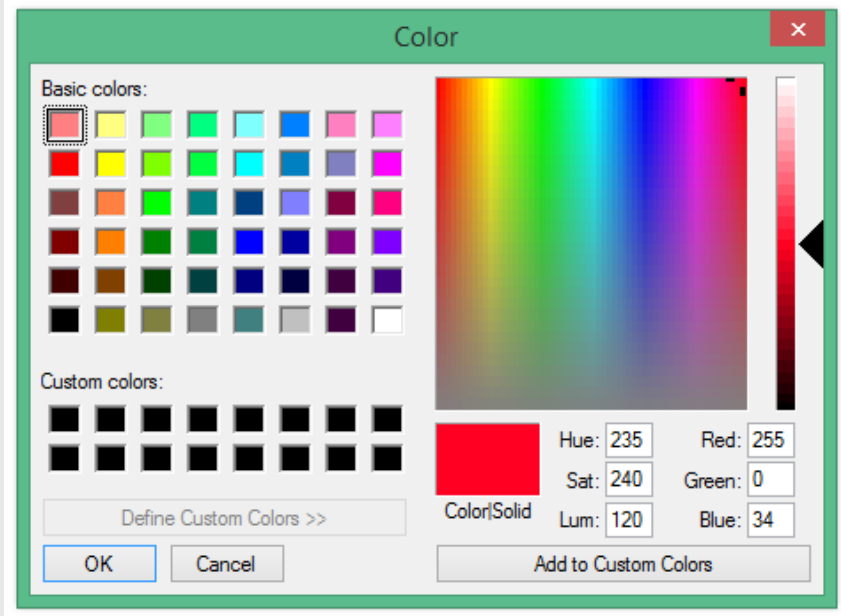 Color
Basic colors:
Custom colors:
Define Custom Colors >>
OK
Cancel
Color|Solid
Hue: 235
Sat: 240
Lum: 120
Red: 255
Green: 0
Blue: 34
Add to Custom Colors